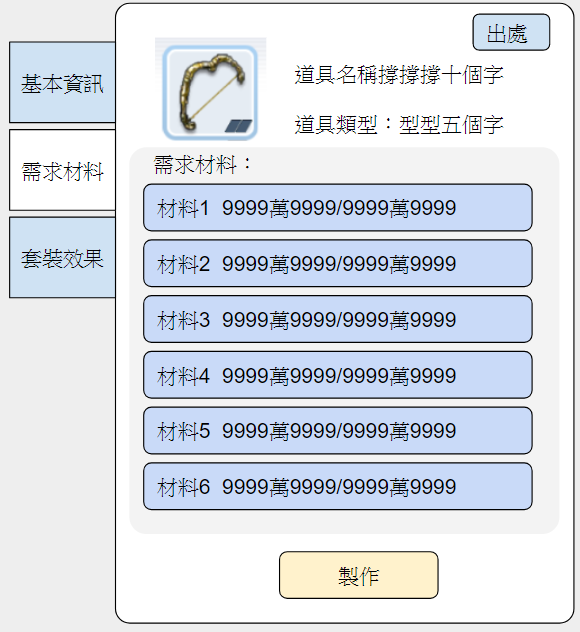 出處
道具名稱撐撐撐十個字
道具類型：型型五個字
基本資訊
需求材料
套裝效果
需求材料：
材料1 9999萬9999/9999萬9999
材料2 9999萬9999/9999萬9999
材料3 9999萬9999/9999萬9999
材料4 9999萬9999/9999萬9999
材料5 9999萬9999/9999萬9999
材料6 9999萬9999/9999萬9999
製作